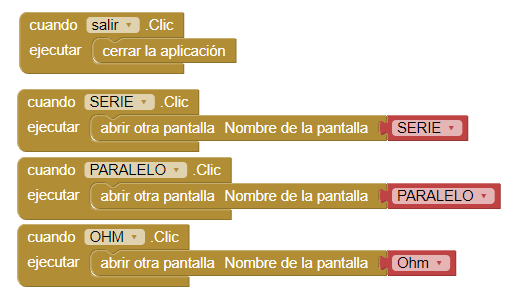 cuando salir .Clic
ejecutar cerrar la aplicación
cuando SERIE .Clic
ejecutar abrir otra pantalla Nombre de la pantalla SERIE
cuando PARALELO .Clic
ejecutar abrir otra pantalla Nombre de la pantalla PARALELO
cuando OHM .Clic
ejecutar abrir otra pantalla Nombre de la pantalla Ohm